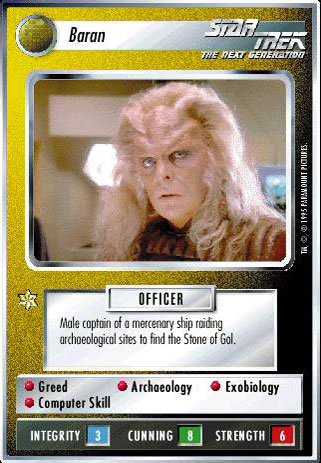 Baran
STAR TREK
THE NEXT GENERATION
TM, © © 1995 PARAMOUNT PICTURES.
OFFICER
Male captain of a mercenary ship raiding
archaeological sites to find the Stone of Gol.
Greed Archaeology Exobiology
Computer Skill
INTEGRITY 3 CUNNING 8 STRENGTH 6